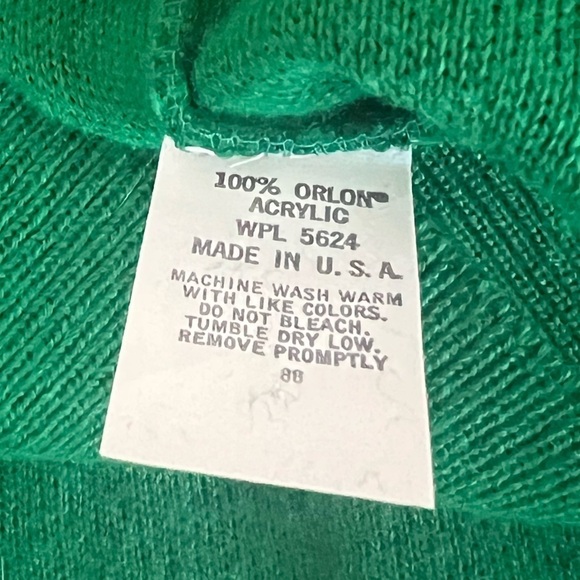 100% ORLON®
ACRYLIC
WPL 5624
MADE IN U.S.A.
MACHINE WASH WARM
WITH LIKE COLORS.
DO NOT BLEACH.
TUMBLE DRY LOW.
REMOVE PROMPTLY
88